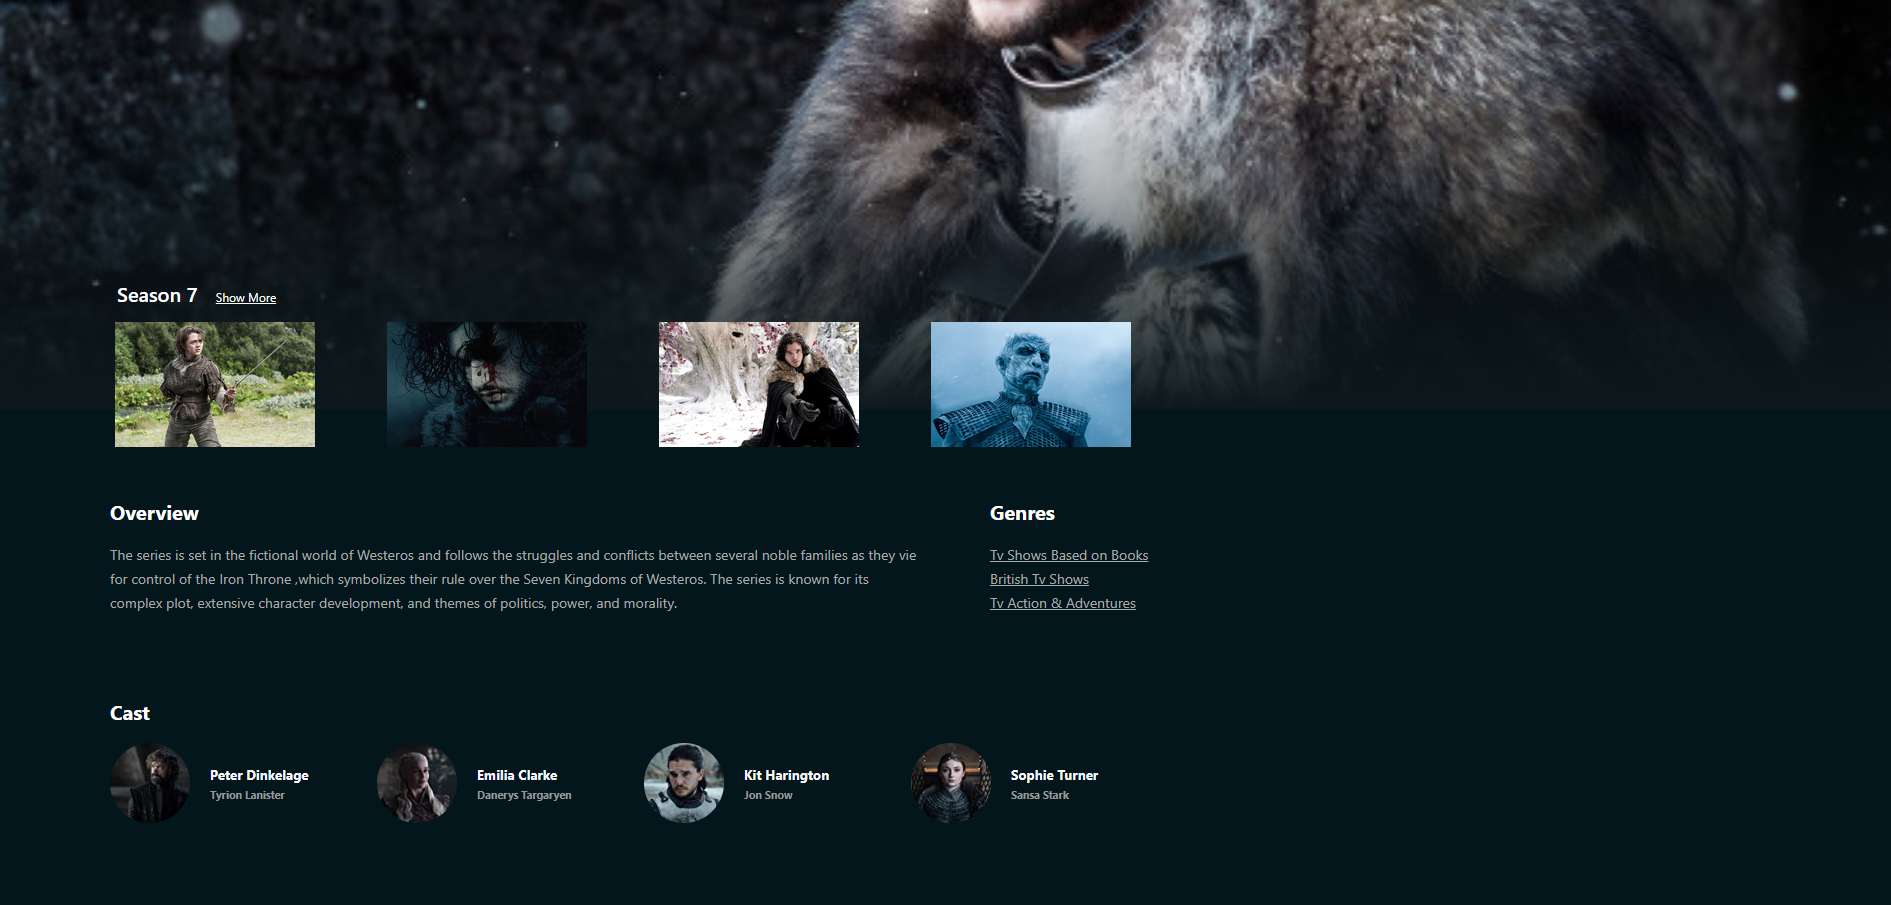 Season 7 Show More
Overview
The series is set in the fictional world of Westeros and follows the struggles and conflicts between several noble families as they vie
for control of the Iron Throne ,which symbolizes their rule over the Seven Kingdoms of Westeros. The series is known for its
complex plot, extensive character development, and themes of politics, power, and morality.
Genres
Tv Shows Based on Books
British Tv Shows
Tv Action & Adventures
Cast
Peter Dinkelage
Tyrion Lanister
Emilia Clarke
Danerys Targaryen
Kit Harington
Jon Snow
Sophie Turner
Sansa Stark